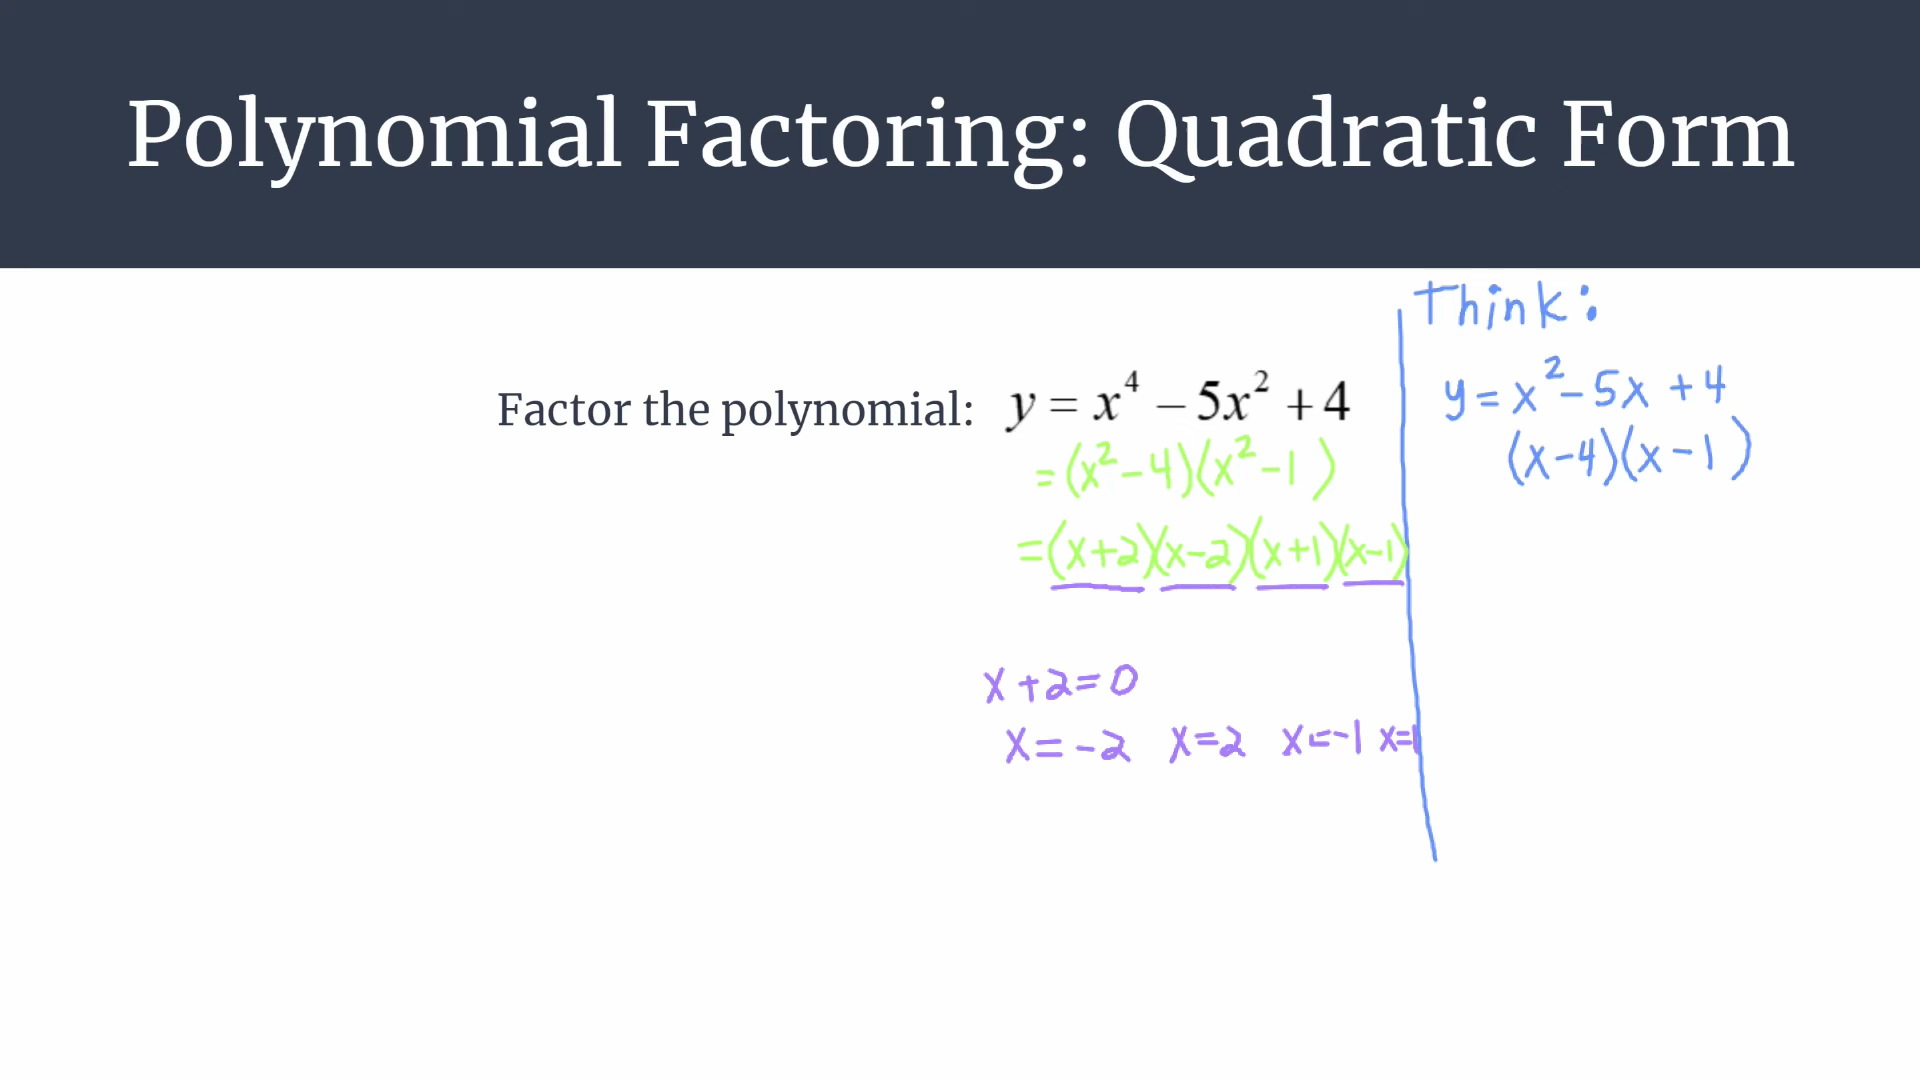 Polynomial Factoring: Quadratic Form
Think:
Factor the polynomial: y = x⁴ − 5x² + 4
y = x² − 5x + 4
(x−4)(x−1)
= (x²−4)(x²−1)
= (x+2)(x−2)(x+1)(x−1)
x+2=0
x=−2 x=2 x=−1 x=1